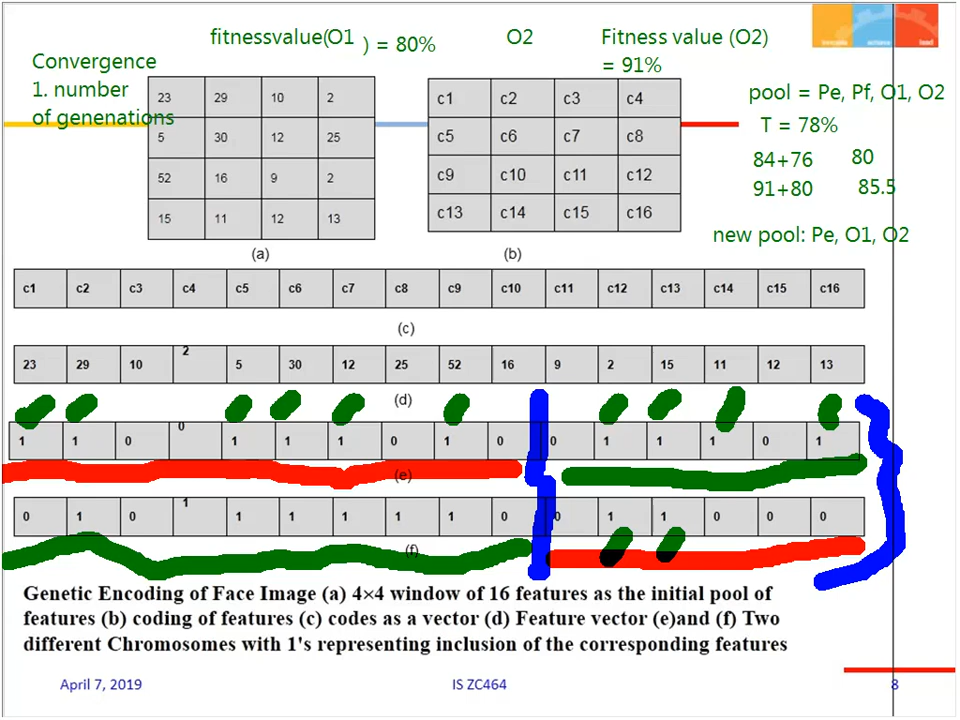 fitnessvalue(O1 ) = 80%
O2
Fitness value (O2)
= 91%
Convergence
1. number
of genenations
pool = Pe, Pf, O1, O2
T = 78%
84+76 80
91+80 85.5
new pool: Pe, O1, O2
23 29 10 2
5 30 12 25
52 16 9 2
15 11 12 13
(a)
c1 c2 c3 c4
c5 c6 c7 c8
c9 c10 c11 c12
c13 c14 c15 c16
(b)
c1 c2 c3 c4 c5 c6 c7 c8 c9 c10 c11 c12 c13 c14 c15 c16
(c)
23 29 10 2 5 30 12 25 52 16 9 2 15 11 12 13
(d)
1 1 0 0 1 1 1 0 1 0 0 1 1 1 0 1
(e)
0 1 0 1 1 1 1 1 1 0 0 1 1 0 0 0
(f)
Genetic Encoding of Face Image (a) 4×4 window of 16 features as the initial pool of
features (b) coding of features (c) codes as a vector (d) Feature vector (e)and (f) Two
different Chromosomes with 1's representing inclusion of the corresponding features
April 7, 2019
IS ZC464
8